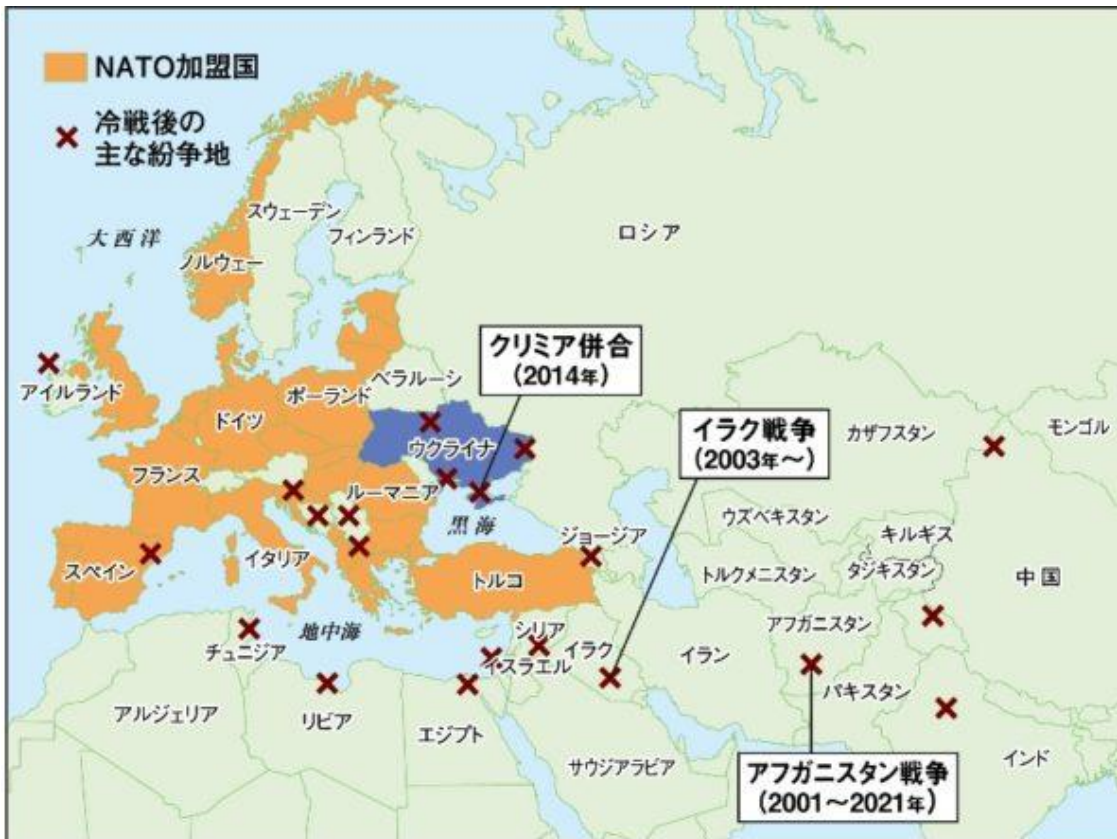 NATO加盟国
冷戦後の
主な紛争地
大西洋
スウェーデン
フィンランド
ノルウェー
ロシア
アイルランド
クリミア併合
(2014年)
ベラルーシ
ポーランド
ドイツ
ウクライナ
イラク戦争
(2003年～)
カザフスタン
モンゴル
フランス
ルーマニア
黒海
ジョージア
ウズベキスタン
キルギス
スペイン
イタリア
トルコ
トルクメニスタン
タジキスタン
中国
地中海
チュニジア
シリア
イラク
イスラエル
イラン
アフガニスタン
パキスタン
アルジェリア
リビア
エジプト
サウジアラビア
インド
アフガニスタン戦争
(2001～2021年)